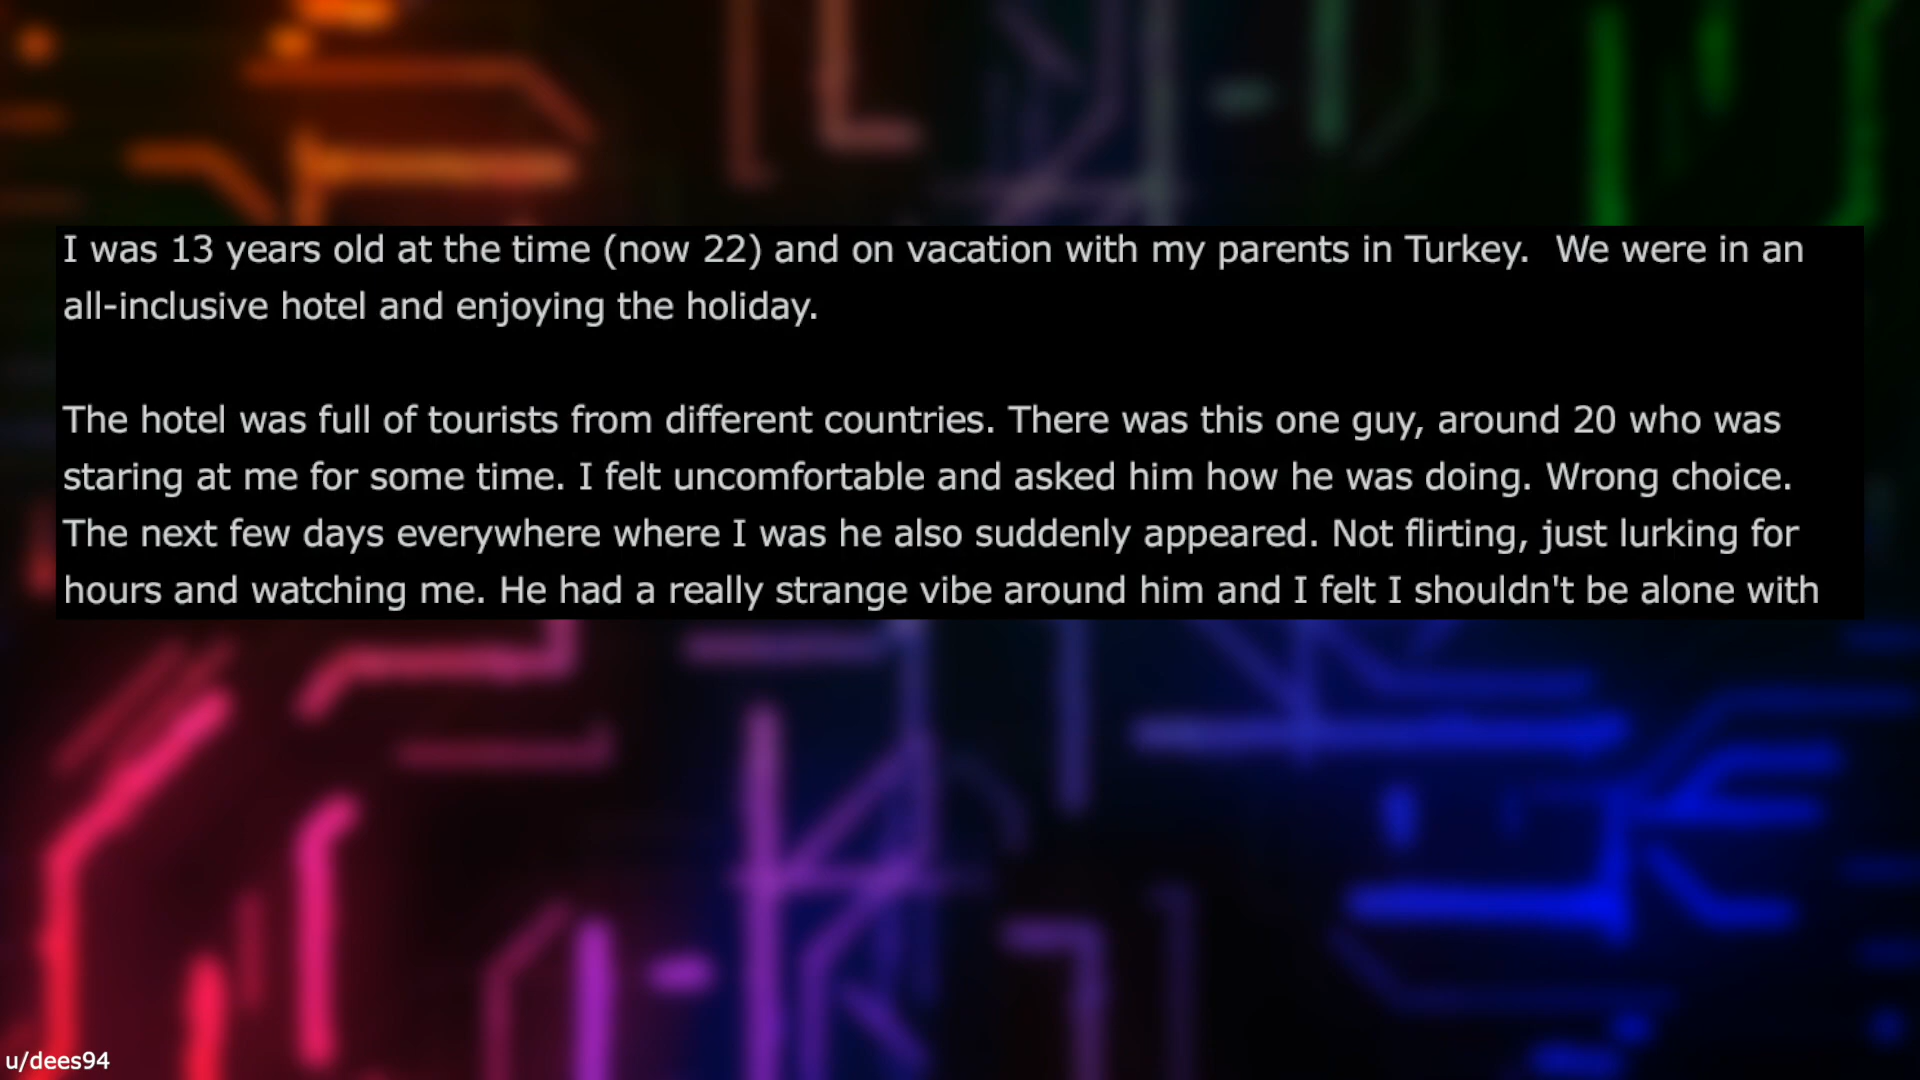 I was 13 years old at the time (now 22) and on vacation with my parents in Turkey.  We were in an
all-inclusive hotel and enjoying the holiday.
The hotel was full of tourists from different countries. There was this one guy, around 20 who was
staring at me for some time. I felt uncomfortable and asked him how he was doing. Wrong choice.
The next few days everywhere where I was he also suddenly appeared. Not flirting, just lurking for
hours and watching me. He had a really strange vibe around him and I felt I shouldn't be alone with
u/dees94